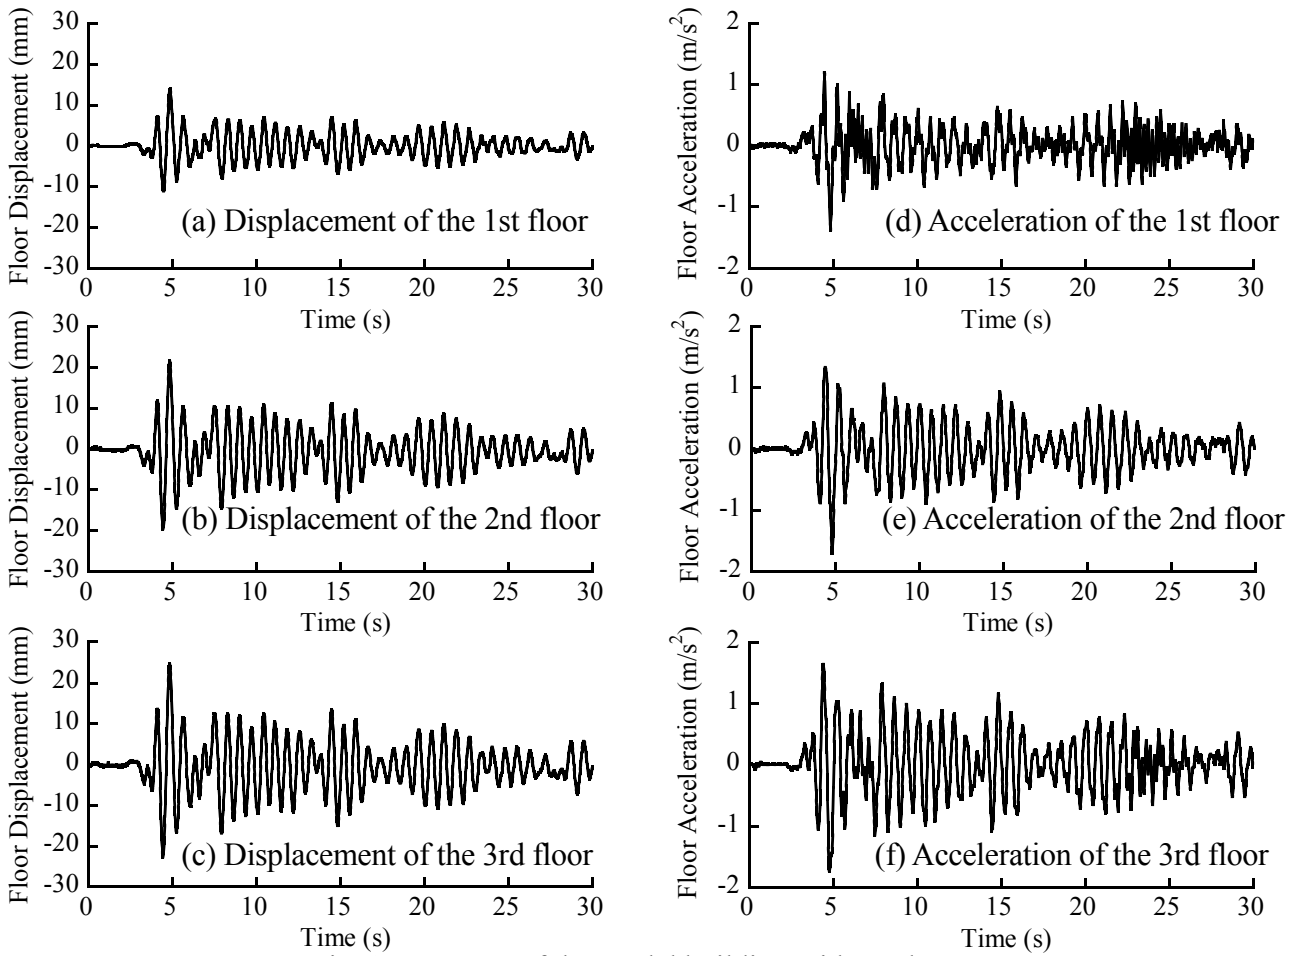 Floor Displacement (mm)
30
20
10
0
-10
-20
-30
(a) Displacement of the 1st floor
0 5 10 15 20 25 30
Time (s)
Floor Acceleration (m/s²)
2
1
0
-1
-2
(d) Acceleration of the 1st floor
0 5 10 15 20 25 30
Time (s)
Floor Displacement (mm)
30
20
10
0
-10
-20
-30
(b) Displacement of the 2nd floor
0 5 10 15 20 25 30
Time (s)
Floor Acceleration (m/s²)
2
1
0
-1
-2
(e) Acceleration of the 2nd floor
0 5 10 15 20 25 30
Time (s)
Floor Displacement (mm)
30
20
10
0
-10
-20
-30
(c) Displacement of the 3rd floor
0 5 10 15 20 25 30
Time (s)
Floor Acceleration (m/s²)
2
1
0
-1
-2
(f) Acceleration of the 3rd floor
0 5 10 15 20 25 30
Time (s)